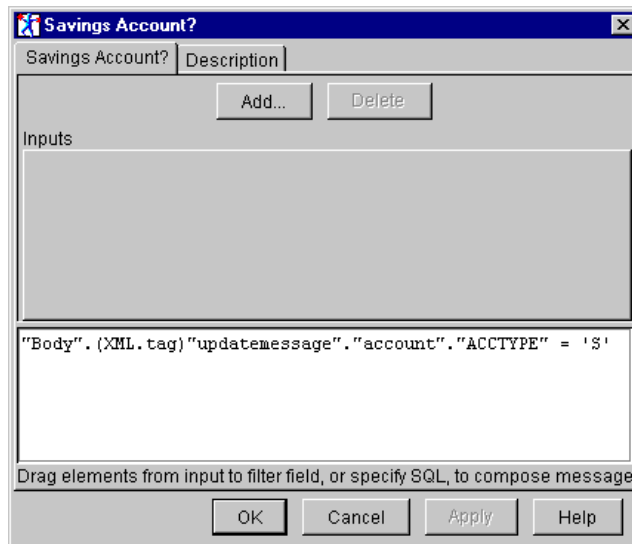 Savings Account?
Savings Account? Description
Add... Delete
Inputs
"Body".(XML.tag)"updatemessage"."account"."ACCTYPE" = 'S'
Drag elements from input to filter field, or specify SQL, to compose message
OK Cancel Apply Help